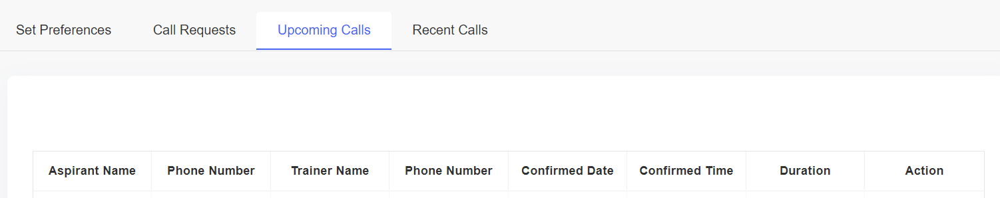 Set Preferences Call Requests Upcoming Calls Recent Calls
Aspirant Name Phone Number Trainer Name Phone Number Confirmed Date Confirmed Time Duration Action